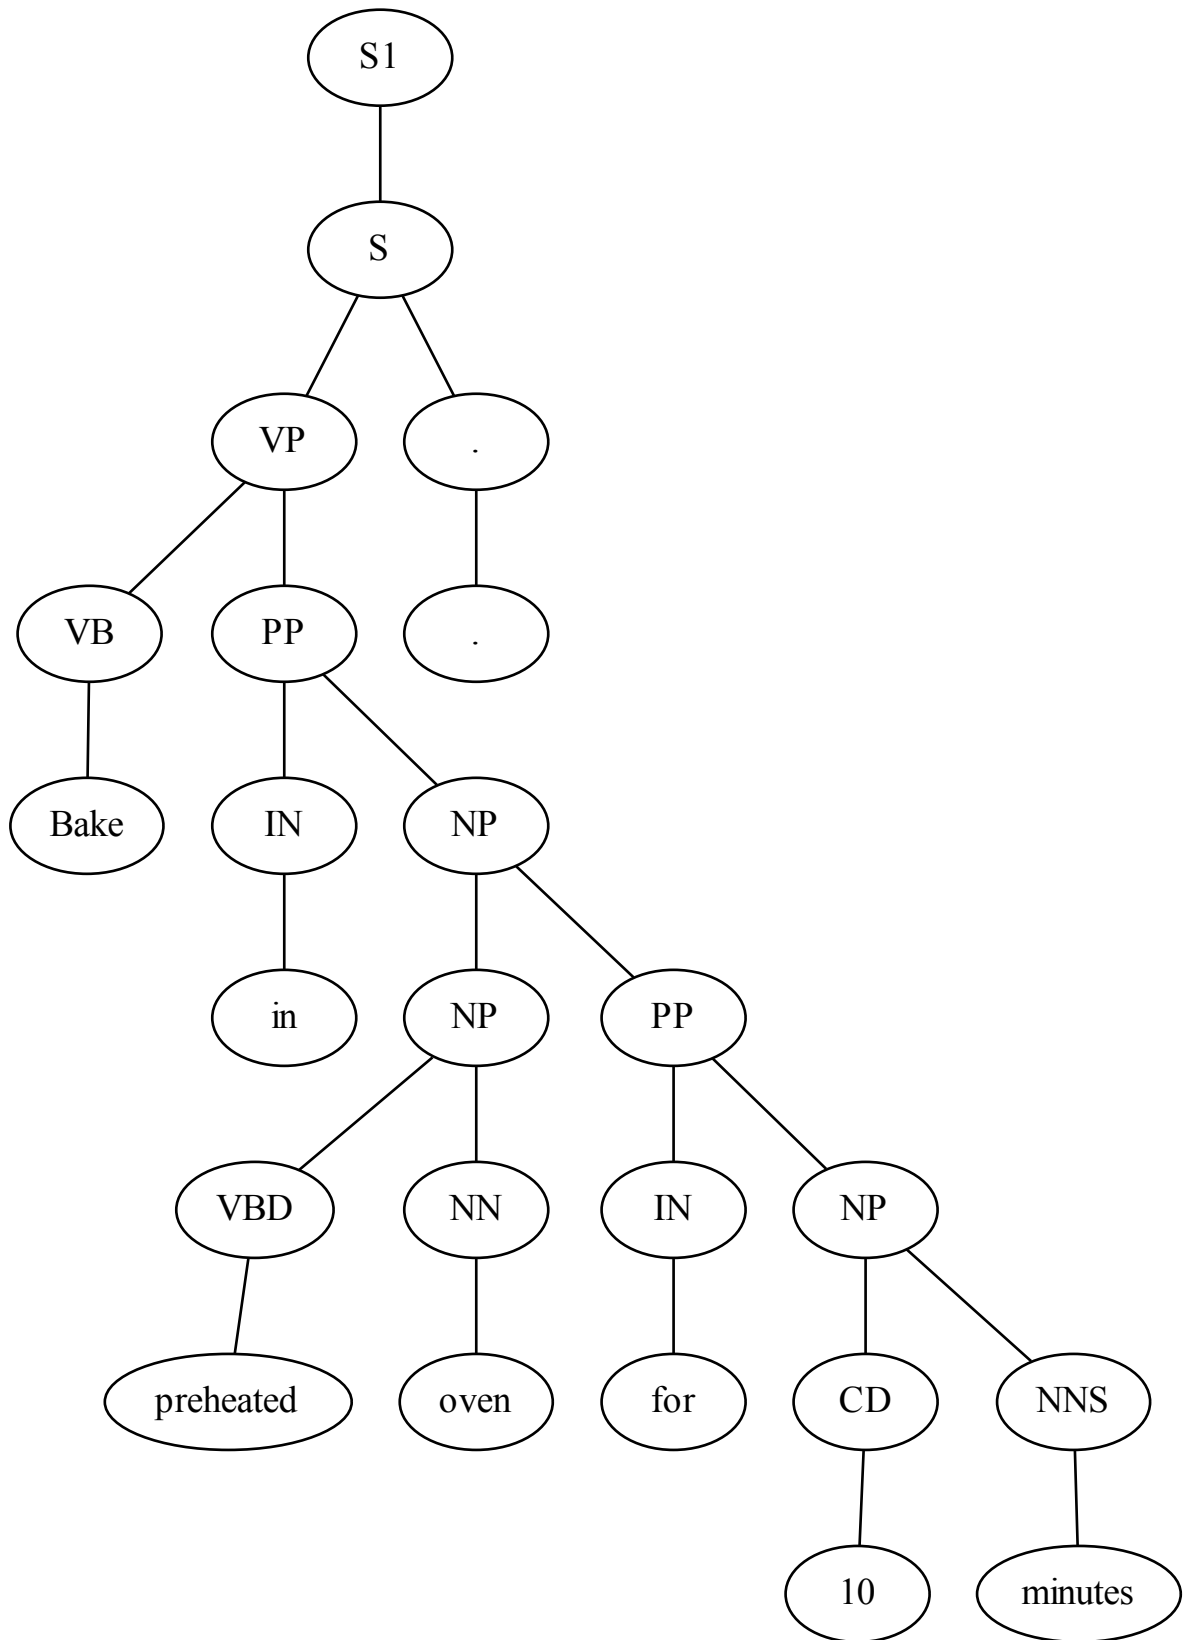 S1
S
VP .
VB PP .
Bake IN NP
in NP PP
VBD NN IN NP
preheated oven for CD NNS
10 minutes